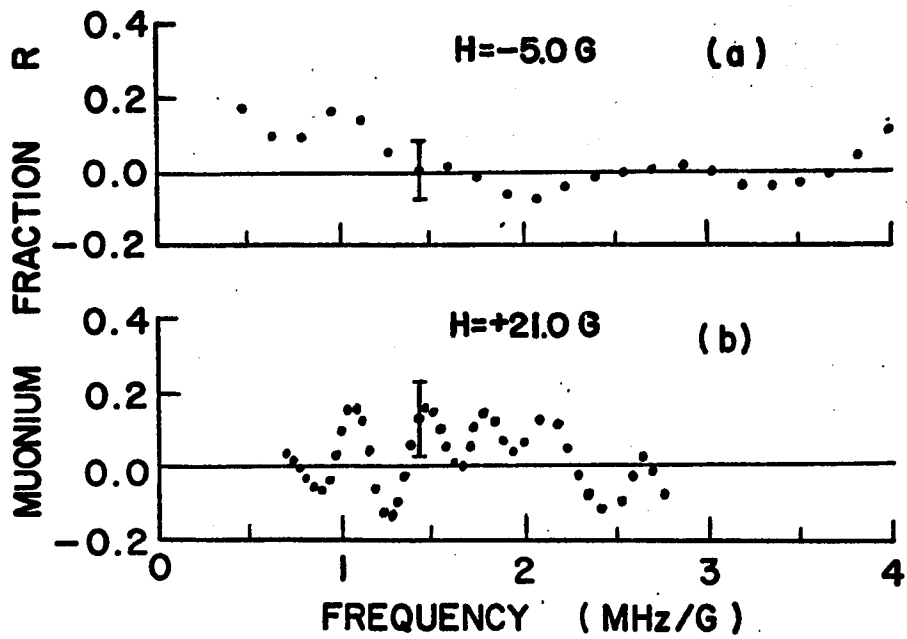 MUONIUM FRACTION R
0.4
0.2
0.0
-0.2
H=-5.0 G
(a)
0.4
0.2
0.0
-0.2
H=+21.0 G
(b)
0 1 2 3 4
FREQUENCY (MHz/G)